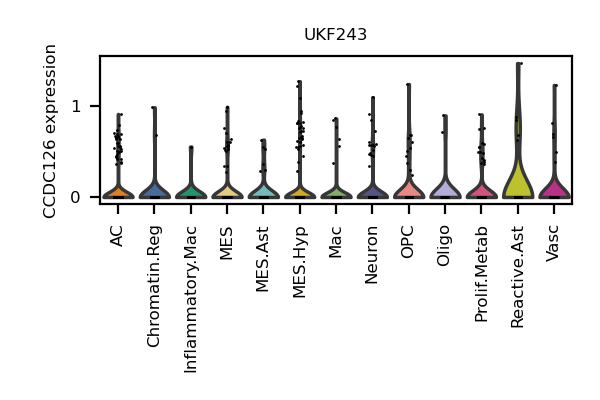 UKF243
CCDC126 expression
1
0
AC
Chromatin.Reg
Inflammatory.Mac
MES
MES.Ast
MES.Hyp
Mac
Neuron
OPC
Oligo
Prolif.Metab
Reactive.Ast
Vasc